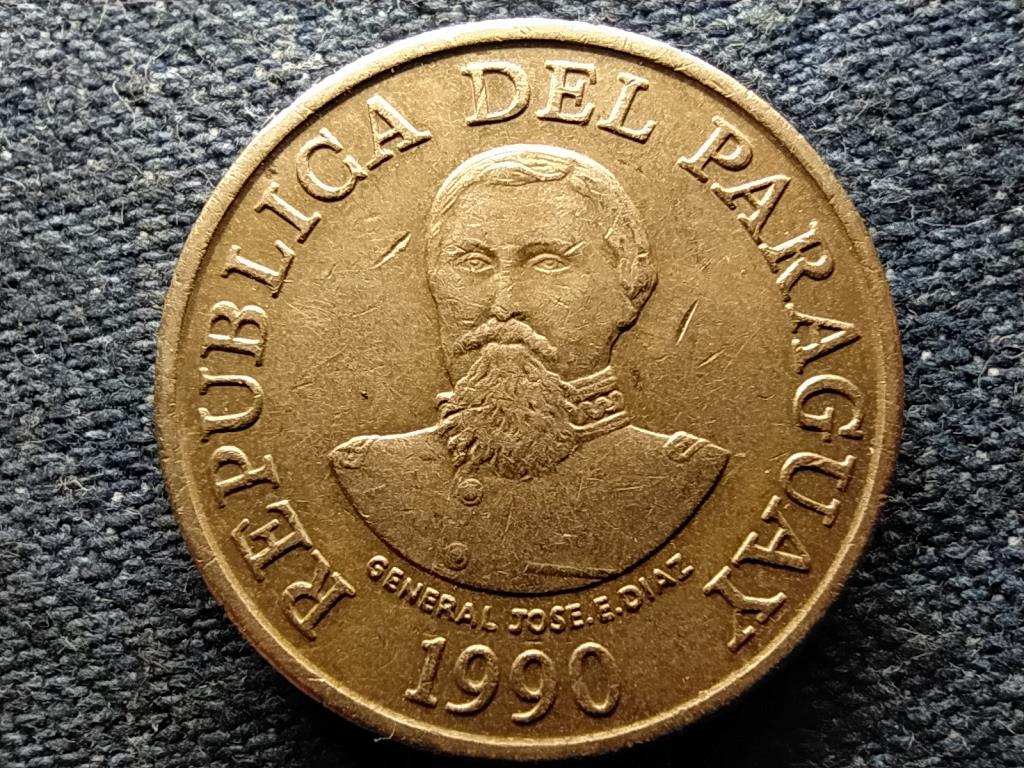 REPUBLICA DEL PARAGUAY
GENERAL JOSE. E. DIAZ
1990